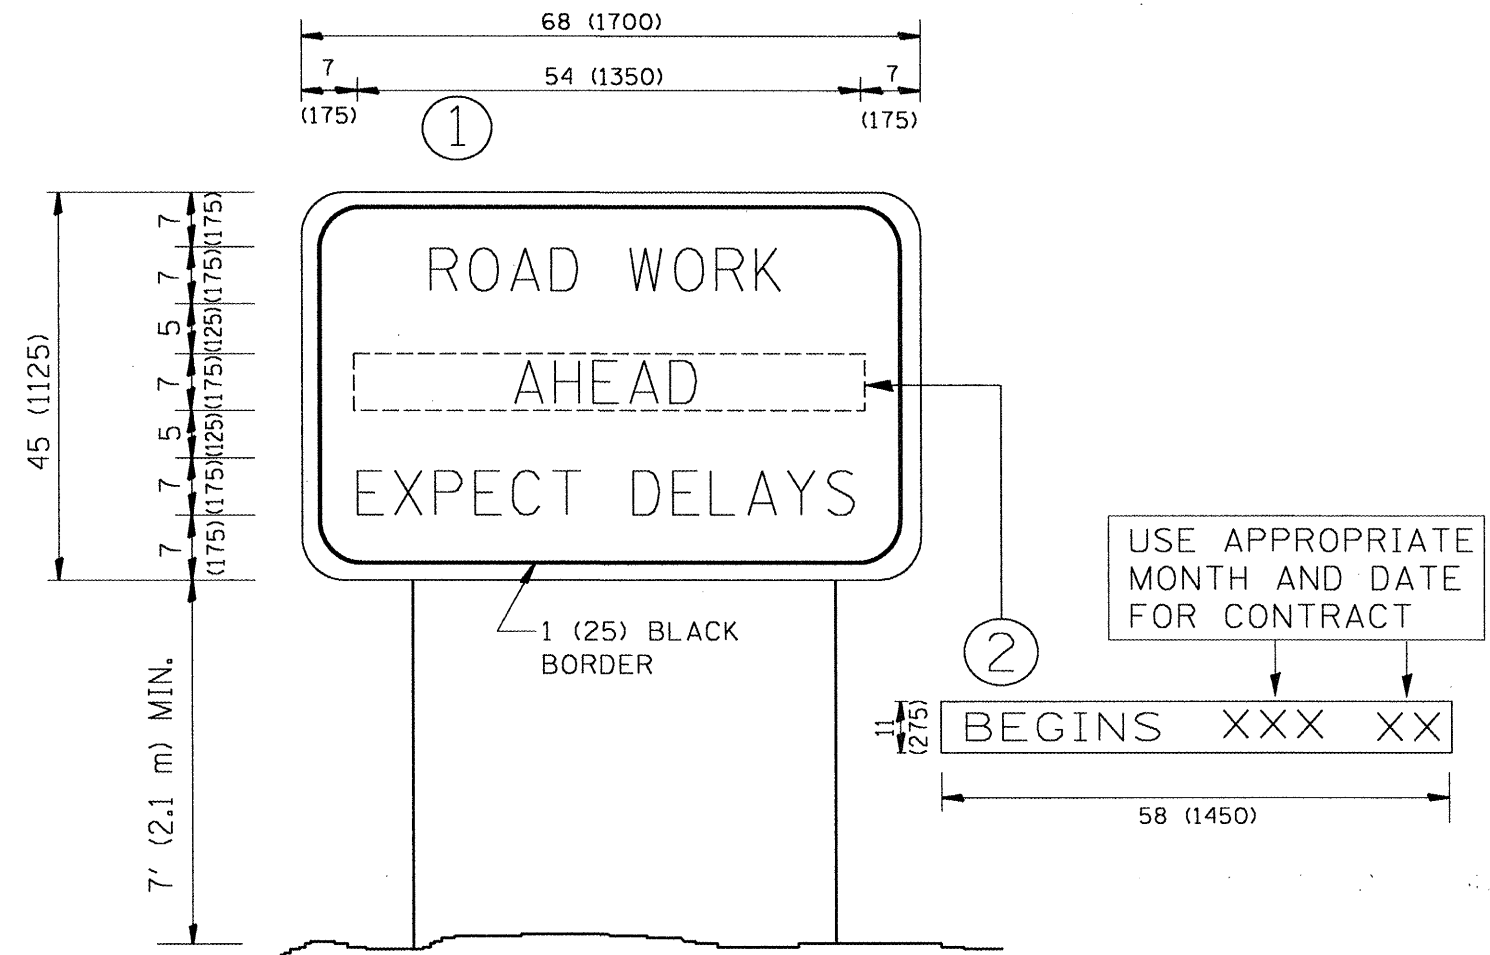 68 (1700)
7
54 (1350)
7
(175)
(175)
1
7
(175)
7
(175)
5
(125)
7
(175)
5
(125)
7
(175)
7
(175)
45 (1125)
ROAD WORK
AHEAD
EXPECT DELAYS
1 (25) BLACK
BORDER
7' (2.1 m) MIN.
USE APPROPRIATE
MONTH AND DATE
FOR CONTRACT
2
11
(275)
BEGINS XXX XX
58 (1450)